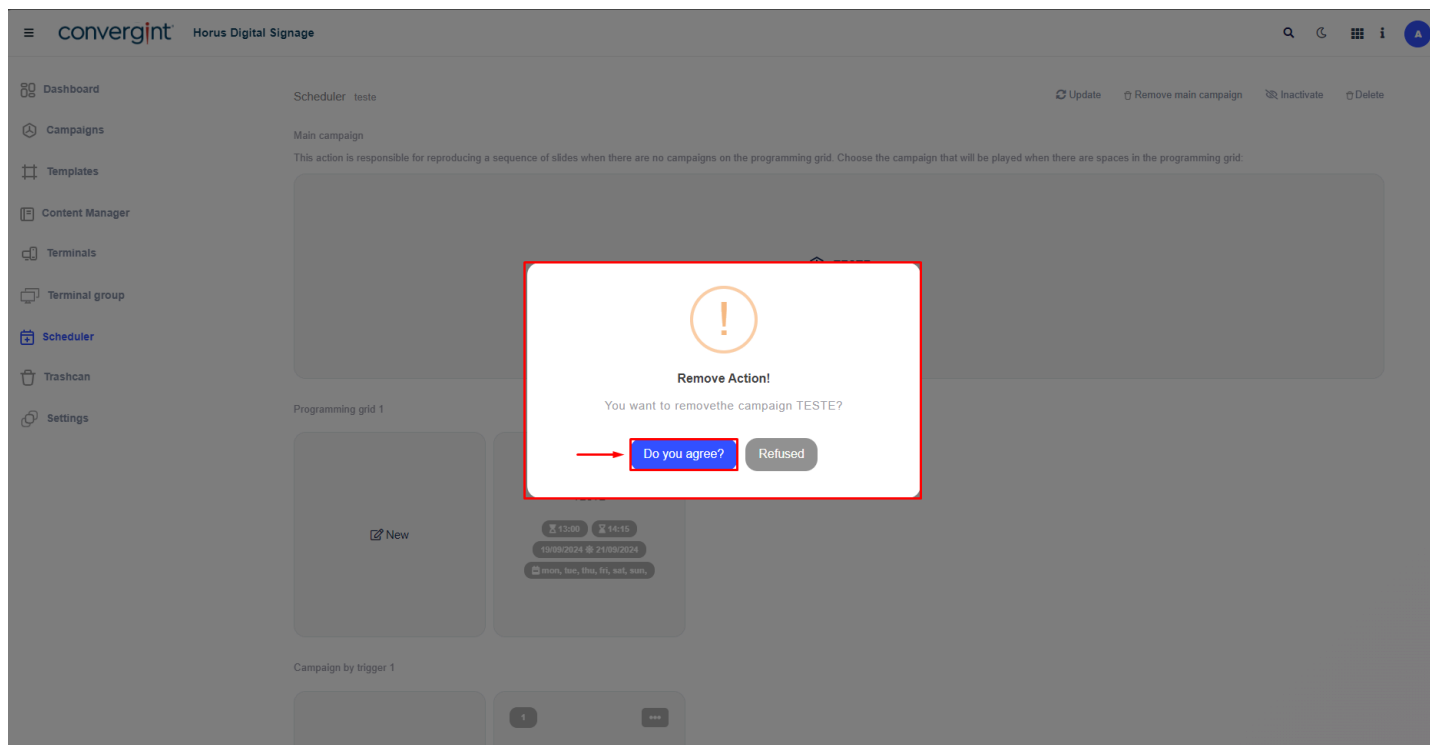 convergint Horus Digital Signage
A
Dashboard
Campaigns
Templates
Content Manager
Terminals
Terminal group
Scheduler
Trashcan
Settings
Scheduler teste
Update Remove main campaign Inactivate Delete
Main campaign
This action is responsible for reproducing a sequence of slides when there are no campaigns on the programming grid. Choose the campaign that will be played when there are spaces in the programming grid:
!
Remove Action!
You want to removethe campaign TESTE?
Do you agree? Refused
Programming grid 1
New
13:00 14:15
19/09/2024 21/09/2024
mon, tue, thu, fri, sat, sun,
Campaign by trigger 1
1